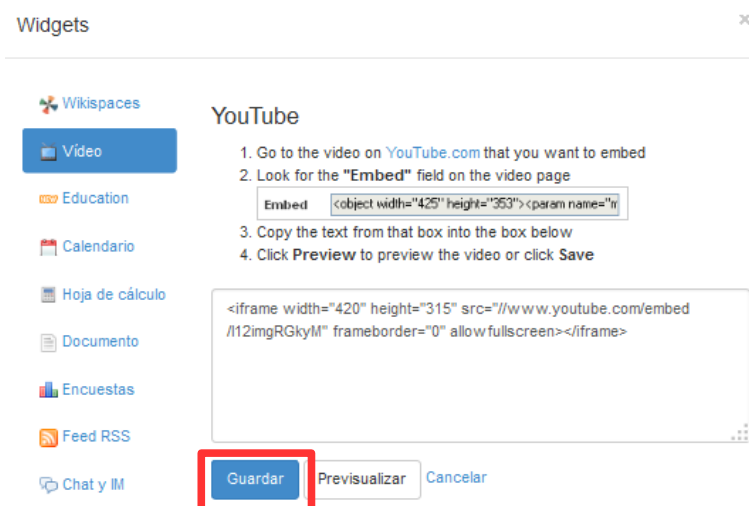 Widgets
×
Wikispaces
Vídeo
Education
Calendario
Hoja de cálculo
Documento
Encuestas
Feed RSS
Chat y IM
YouTube
1. Go to the video on YouTube.com that you want to embed
2. Look for the "Embed" field on the video page
Embed <object width="425" height="353"><param name="m
3. Copy the text from that box into the box below
4. Click Preview to preview the video or click Save
<iframe width="420" height="315" src="//www.youtube.com/embed
/l12imgRGkyM" frameborder="0" allowfullscreen></iframe>
Guardar Previsualizar Cancelar